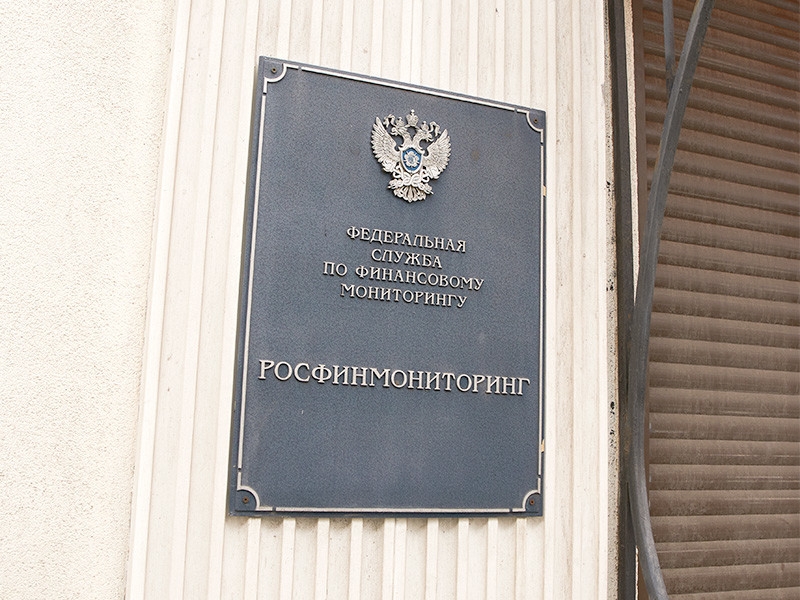 ФЕДЕРАЛЬНАЯ
СЛУЖБА
ПО ФИНАНСОВОМУ
МОНИТОРИНГУ
РОСФИНМОНИТОРИНГ